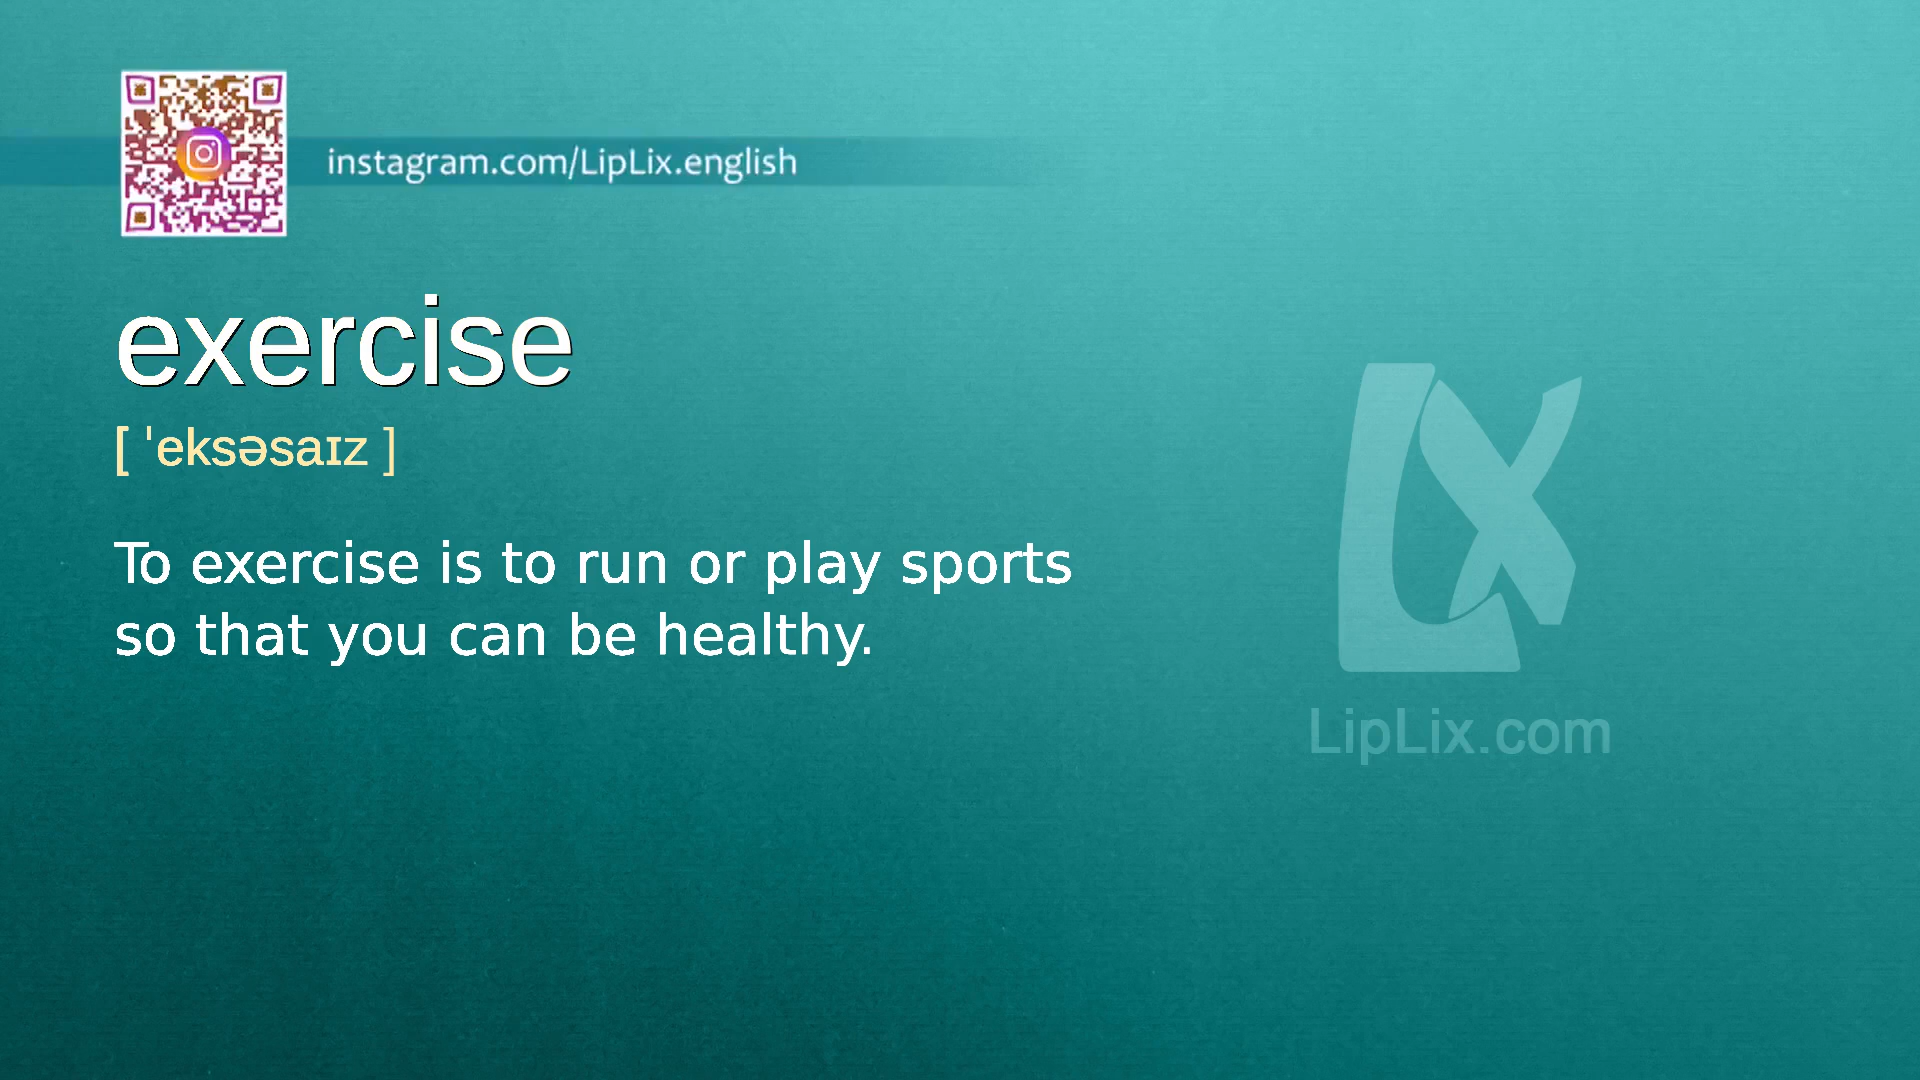 instagram.com/LipLix.english
exercise
[ ˈeksəsaɪz ]
To exercise is to run or play sports
so that you can be healthy.
LX
LipLix.com